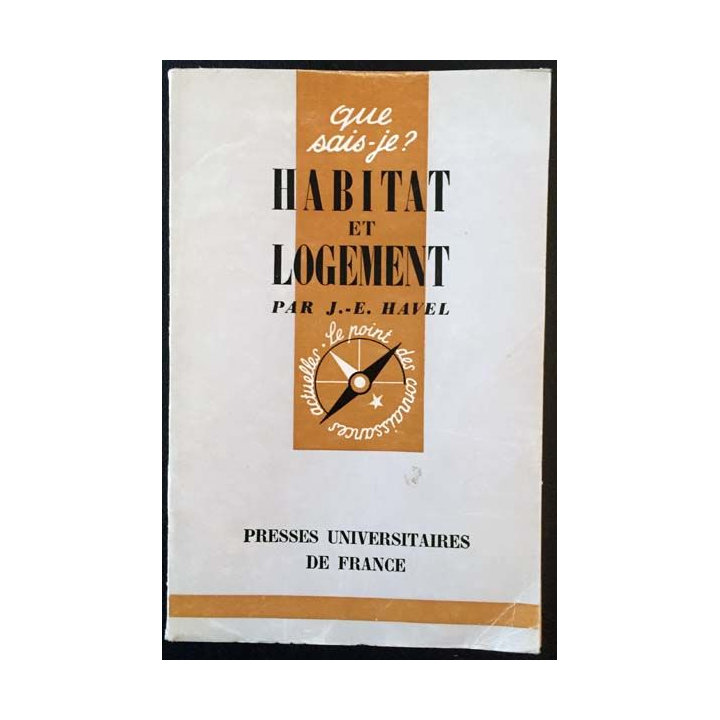 que
sais-je?
HABITAT
ET
LOGEMENT
PAR J.-E. HAVEL
Le point des connaissances actuelles.
PRESSES UNIVERSITAIRES
DE FRANCE